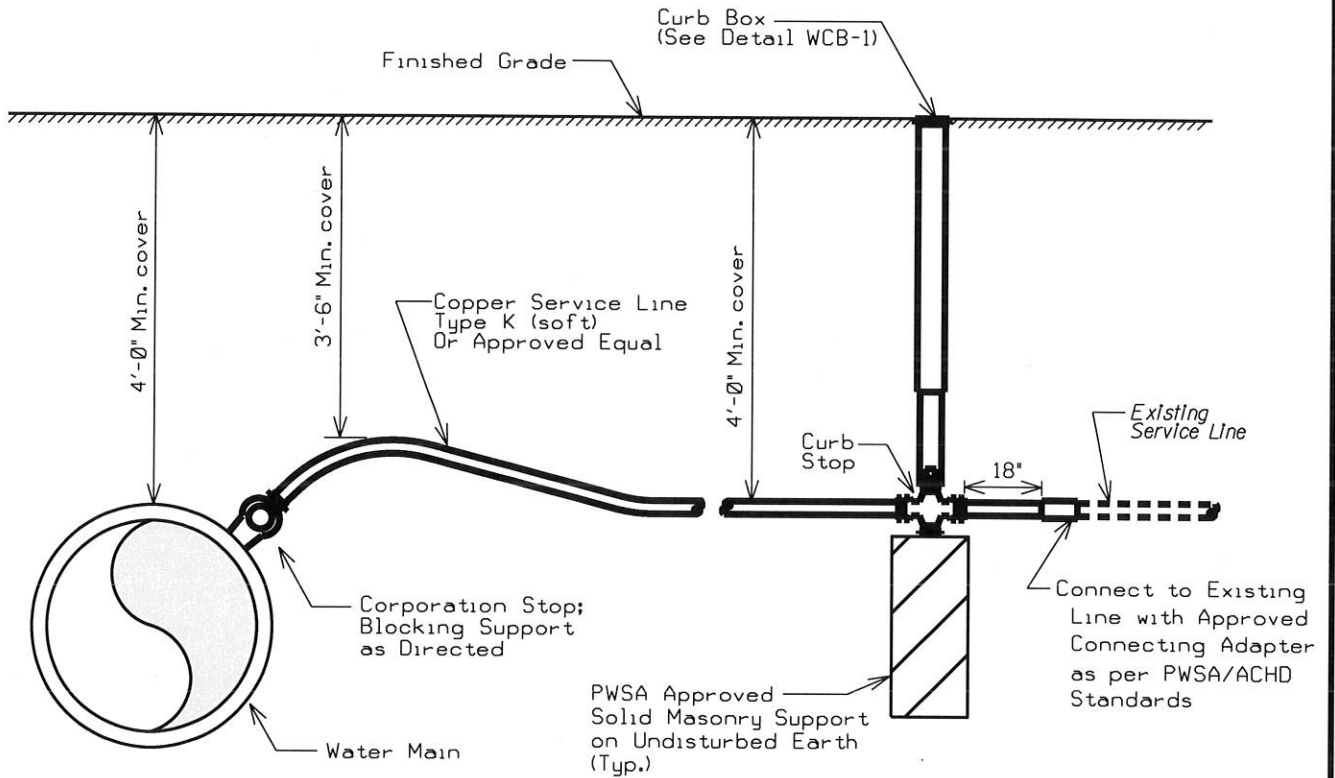 Curb Box
(See Detail WCB-1)
Finished Grade
4'-0" Min. cover
3'-6" Min. cover
Copper Service Line
Type K (soft)
Or Approved Equal
4'-0" Min. cover
Existing
Service Line
Curb
Stop
18"
Corporation Stop;
Blocking Support
as Directed
Connect to Existing
Line with Approved
Connecting Adapter
as per PWSA/ACHD
Standards
PWSA Approved
Solid Masonry Support
on Undisturbed Earth
(Typ.)
Water Main